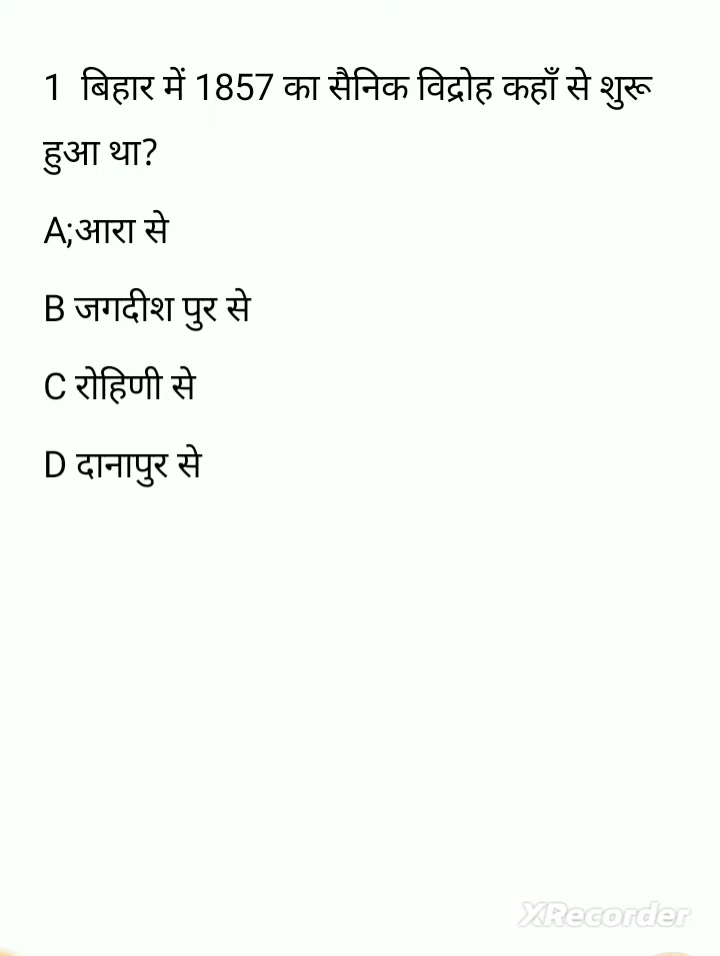 1 बिहार में 1857 का सैनिक विद्रोह कहाँ से शुरू
हुआ था?
A;आरा से
B जगदीश पुर से
C रोहिणी से
D दानापुर से
XRecorder